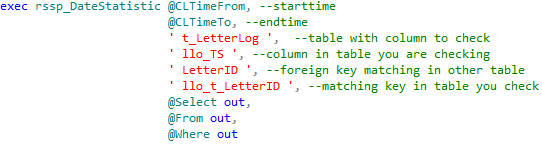 exec rssp_DateStatistic @CLTimeFrom, --starttime
@CLTimeTo, --endtime
' t_LetterLog ',  --table with column to check
' llo_TS ', --column in table you are checking
' LetterID ', --foreign key matching in other table
' llo_t_LetterID ', --matching key in table you check
@Select out,
@From out,
@Where out